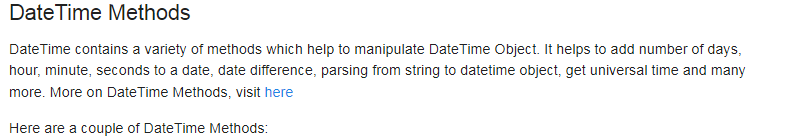 DateTime Methods
DateTime contains a variety of methods which help to manipulate DateTime Object. It helps to add number of days,
hour, minute, seconds to a date, date difference, parsing from string to datetime object, get universal time and many
more. More on DateTime Methods, visit here
Here are a couple of DateTime Methods: